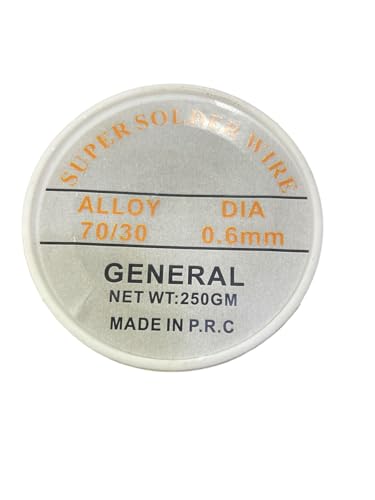 SUPER SOLDER WIRE
ALLOY DIA
70/30 0.6mm
GENERAL
NET WT:250GM
MADE IN P.R.C